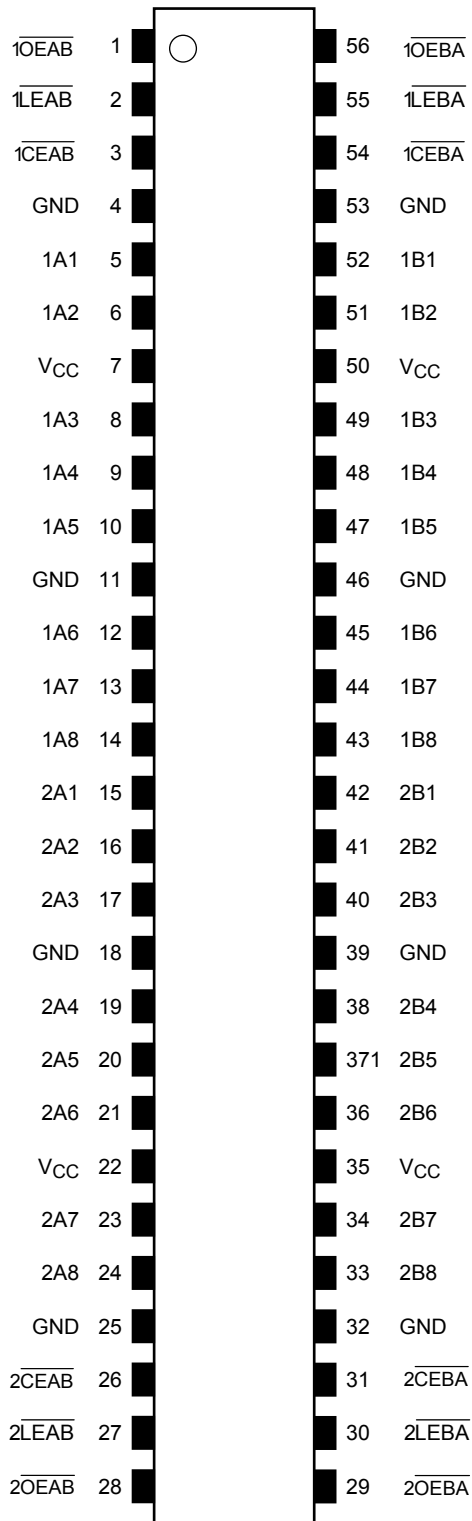 1OEAB 1 56 1OEBA
1LEAB 2 55 1LEBA
1CEAB 3 54 1CEBA
GND 4 53 GND
1A1 5 52 1B1
1A2 6 51 1B2
VCC 7 50 VCC
1A3 8 49 1B3
1A4 9 48 1B4
1A5 10 47 1B5
GND 11 46 GND
1A6 12 45 1B6
1A7 13 44 1B7
1A8 14 43 1B8
2A1 15 42 2B1
2A2 16 41 2B2
2A3 17 40 2B3
GND 18 39 GND
2A4 19 38 2B4
2A5 20 371 2B5
2A6 21 36 2B6
VCC 22 35 VCC
2A7 23 34 2B7
2A8 24 33 2B8
GND 25 32 GND
2CEAB 26 31 2CEBA
2LEAB 27 30 2LEBA
2OEAB 28 29 2OEBA